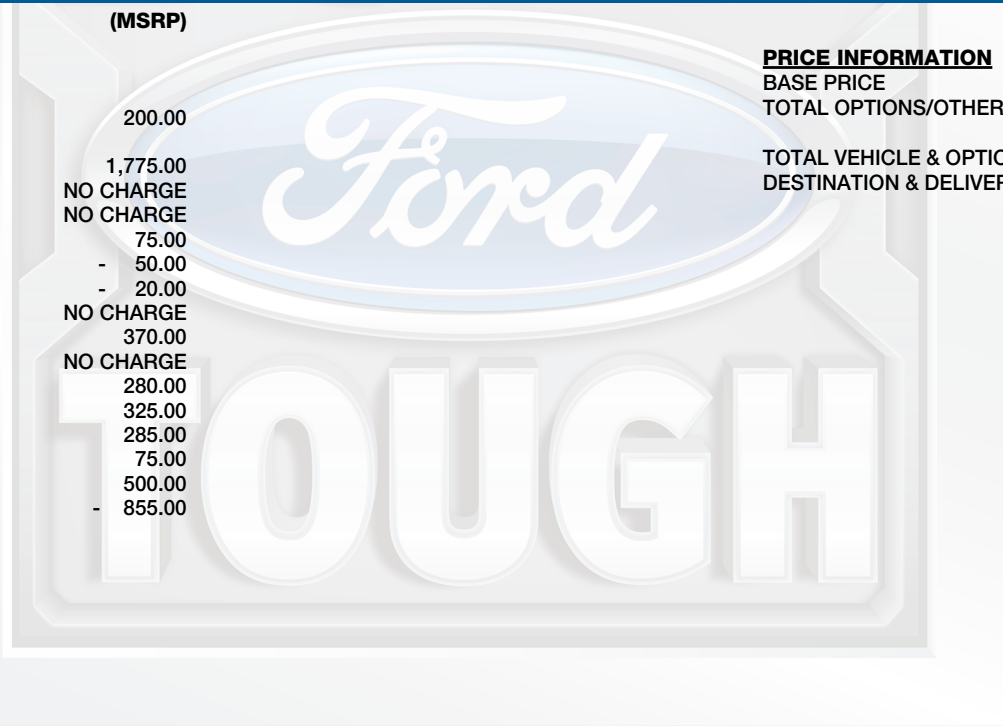 (MSRP)
200.00
1,775.00
NO CHARGE
NO CHARGE
75.00
- 50.00
- 20.00
NO CHARGE
370.00
NO CHARGE
280.00
325.00
285.00
75.00
500.00
- 855.00
PRICE INFORMATION
BASE PRICE
TOTAL OPTIONS/OTHER
TOTAL VEHICLE & OPTIO
DESTINATION & DELIVER
Ford
TOUGH